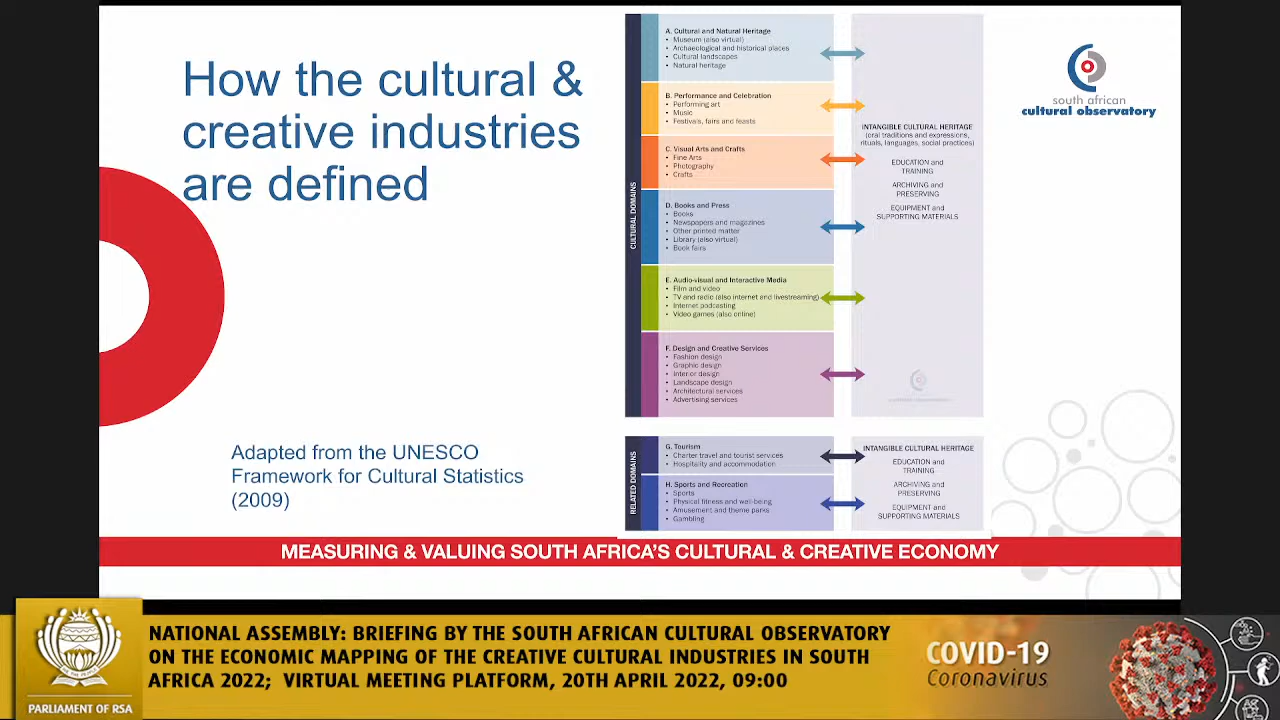 How the cultural &
creative industries
are defined
Adapted from the UNESCO
Framework for Cultural Statistics
(2009)
CULTURAL DOMAINS
A. Cultural and Natural Heritage
• Museum (also virtual)
• Archaeological and historical places
• Cultural landscapes
• Natural heritage
B. Performance and Celebration
• Performing art
• Music
• Festivals, fairs and feasts
C. Visual Arts and Crafts
• Fine Arts
• Photography
• Crafts
D. Books and Press
• Books
• Newspapers and magazines
• Other printed matter
• Library (also virtual)
• Book fairs
E. Audio-visual and Interactive Media
• Film and video
• TV and radio (also internet and livestreaming)
• Internet podcasting
• Video games (also online)
F. Design and Creative Services
• Fashion design
• Graphic design
• Interior design
• Landscape design
• Architectural services
• Advertising services
INTANGIBLE CULTURAL HERITAGE
(oral traditions and expressions,
rituals, languages, social practices)
EDUCATION and
TRAINING
ARCHIVING and
PRESERVING
EQUIPMENT and
SUPPORTING MATERIALS
RELATED DOMAINS
G. Tourism
• Charter travel and tourist services
• Hospitality and accommodation
H. Sports and Recreation
• Sports
• Physical fitness and well-being
• Amusement and theme parks
• Gambling
INTANGIBLE CULTURAL HERITAGE
EDUCATION and
TRAINING
ARCHIVING and
PRESERVING
EQUIPMENT and
SUPPORTING MATERIALS
south african
cultural observatory
MEASURING & VALUING SOUTH AFRICA'S CULTURAL & CREATIVE ECONOMY
PARLIAMENT OF RSA
NATIONAL ASSEMBLY: BRIEFING BY THE SOUTH AFRICAN CULTURAL OBSERVATORY
ON THE ECONOMIC MAPPING OF THE CREATIVE CULTURAL INDUSTRIES IN SOUTH
AFRICA 2022; VIRTUAL MEETING PLATFORM, 20TH APRIL 2022, 09:00
COVID-19
Coronavirus